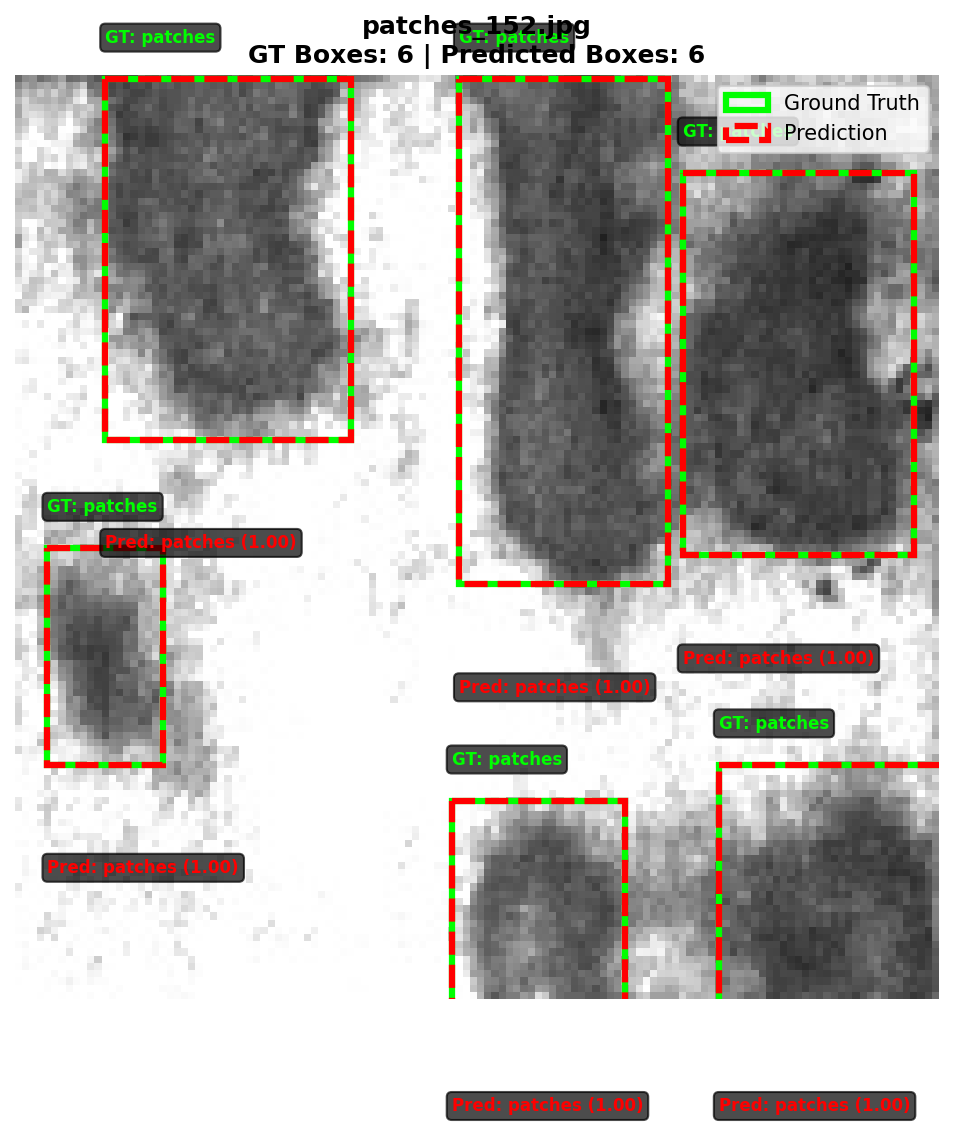 patches_152.jpg
GT Boxes: 6 | Predicted Boxes: 6
GT: patches
GT: patches
Ground Truth
Prediction
GT:
GT: patches
Pred: patches (1.00)
Pred: patches (1.00)
Pred: patches (1.00)
GT: patches
GT: patches
Pred: patches (1.00)
Pred: patches (1.00)
Pred: patches (1.00)